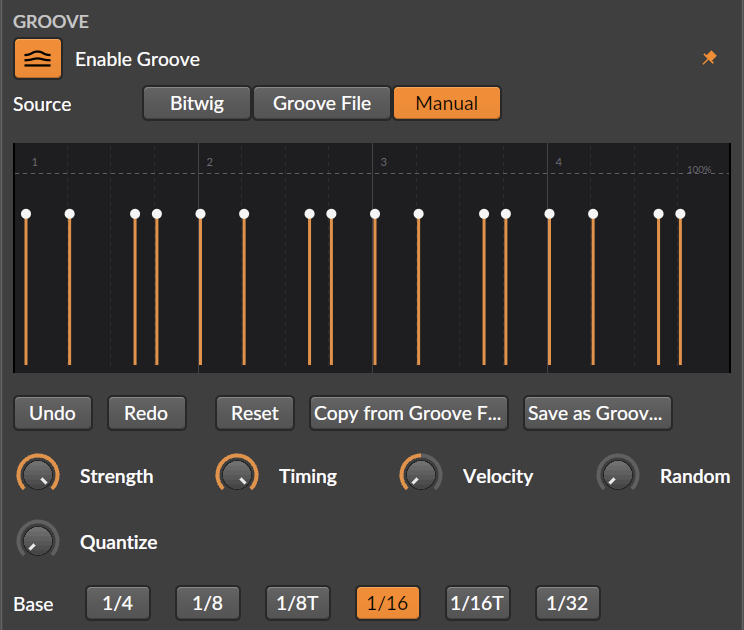 GROOVE
Enable Groove
Source Bitwig Groove File Manual
1 2 3 4
100%
Undo Redo Reset Copy from Groove F... Save as Groov...
Strength Timing Velocity Random
Quantize
Base 1/4 1/8 1/8T 1/16 1/16T 1/32